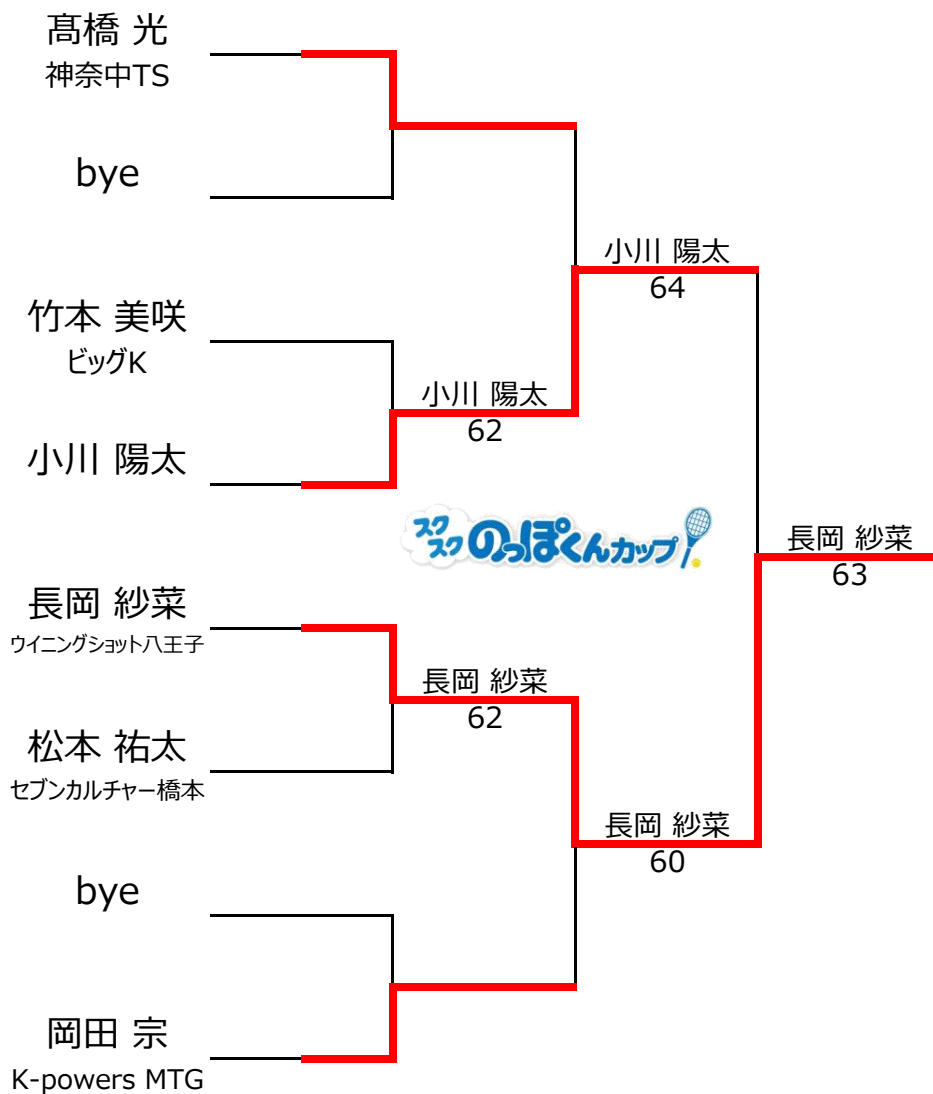 髙橋 光
神奈中TS
bye
小川 陽太
64
竹本 美咲
ビッグK
小川 陽太
62
小川 陽太
スクスク のっぽくんカップ
長岡 紗菜
63
長岡 紗菜
ウイニングショット八王子
長岡 紗菜
62
松本 祐太
セブンカルチャー橋本
長岡 紗菜
60
bye
岡田 宗
K-powers MTG